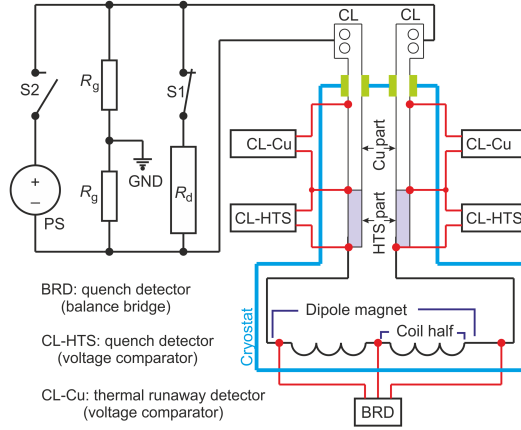 CL
CL
S2
Rg
S1
CL-Cu
Cu part
CL-Cu
GND
+
–
PS
Rg
Rd
CL-HTS
HTS part
CL-HTS
BRD: quench detector
(balance bridge)
Cryostat
Dipole magnet
Coil half
CL-HTS: quench detector
(voltage comparator)
CL-Cu: thermal runaway detector
(voltage comparator)
BRD